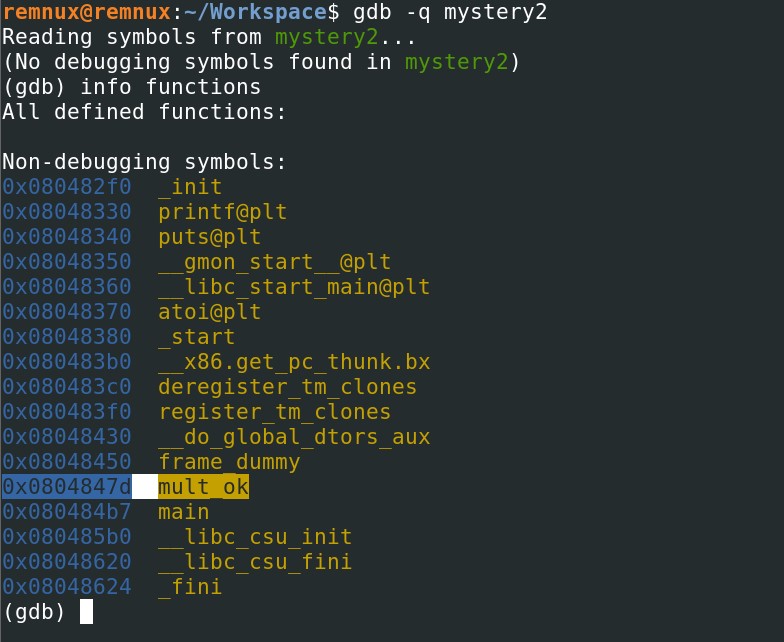 remnux@remnux:~/Workspace$ gdb -q mystery2
Reading symbols from mystery2...
(No debugging symbols found in mystery2)
(gdb) info functions
All defined functions:

Non-debugging symbols:
0x080482f0  _init
0x08048330  printf@plt
0x08048340  puts@plt
0x08048350  __gmon_start__@plt
0x08048360  __libc_start_main@plt
0x08048370  atoi@plt
0x08048380  _start
0x080483b0  __x86.get_pc_thunk.bx
0x080483c0  deregister_tm_clones
0x080483f0  register_tm_clones
0x08048430  __do_global_dtors_aux
0x08048450  frame_dummy
0x0804847d  mult_ok
0x080484b7  main
0x080485b0  __libc_csu_init
0x08048620  __libc_csu_fini
0x08048624  _fini
(gdb)